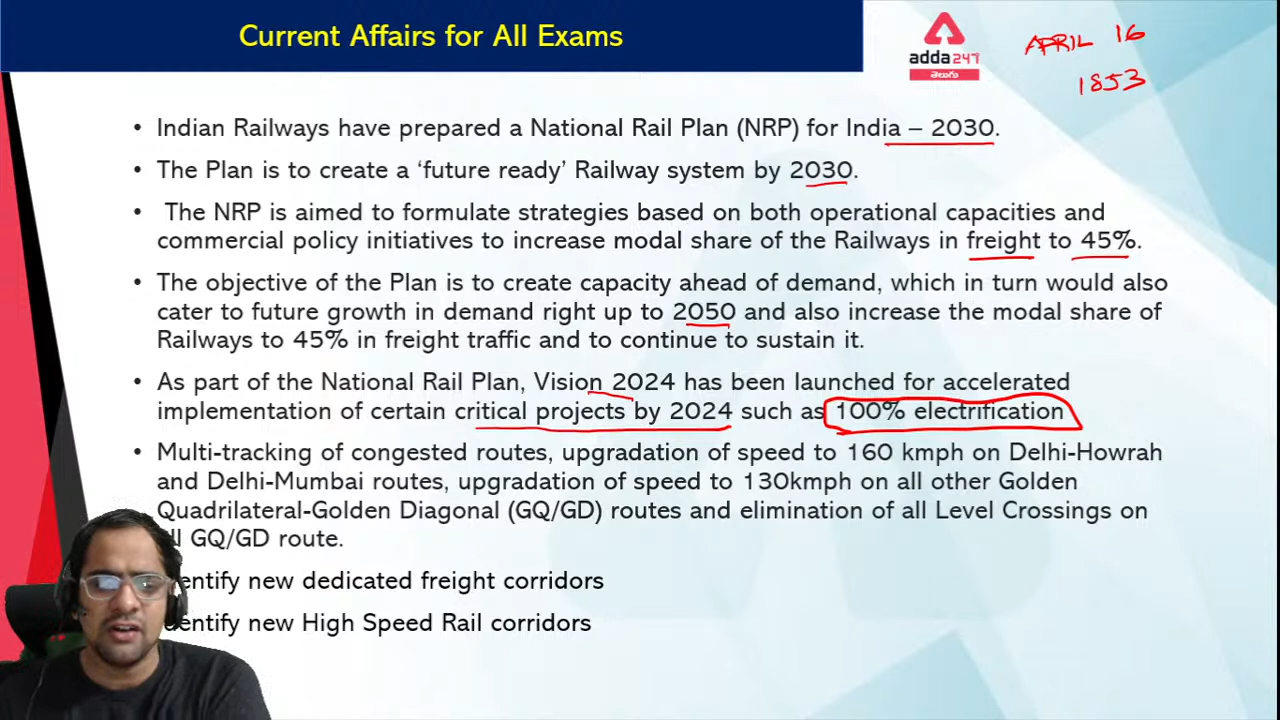 Current Affairs for All Exams
adda247
తెలుగు
APRIL 16
1853
• Indian Railways have prepared a National Rail Plan (NRP) for India – 2030.
• The Plan is to create a ‘future ready’ Railway system by 2030.
• The NRP is aimed to formulate strategies based on both operational capacities and
commercial policy initiatives to increase modal share of the Railways in freight to 45%.
• The objective of the Plan is to create capacity ahead of demand, which in turn would also
cater to future growth in demand right up to 2050 and also increase the modal share of
Railways to 45% in freight traffic and to continue to sustain it.
• As part of the National Rail Plan, Vision 2024 has been launched for accelerated
implementation of certain critical projects by 2024 such as 100% electrification
• Multi-tracking of congested routes, upgradation of speed to 160 kmph on Delhi-Howrah
and Delhi-Mumbai routes, upgradation of speed to 130kmph on all other Golden
Quadrilateral-Golden Diagonal (GQ/GD) routes and elimination of all Level Crossings on
GQ/GD route.
new dedicated freight corridors
new High Speed Rail corridors